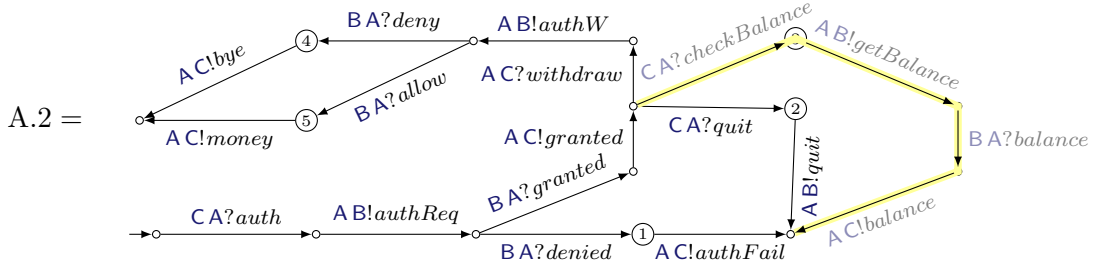 B A?deny
A B!authW
C A?checkBalance
A B!getBalance
4
A C!bye
A C?withdraw
B A?allow
A.2 =
5
2
A C!money
C A?quit
A C!granted
B A?balance
B A?granted
A B!quit
C A?auth
A B!authReq
A C!balance
1
B A?denied
A C!authFail